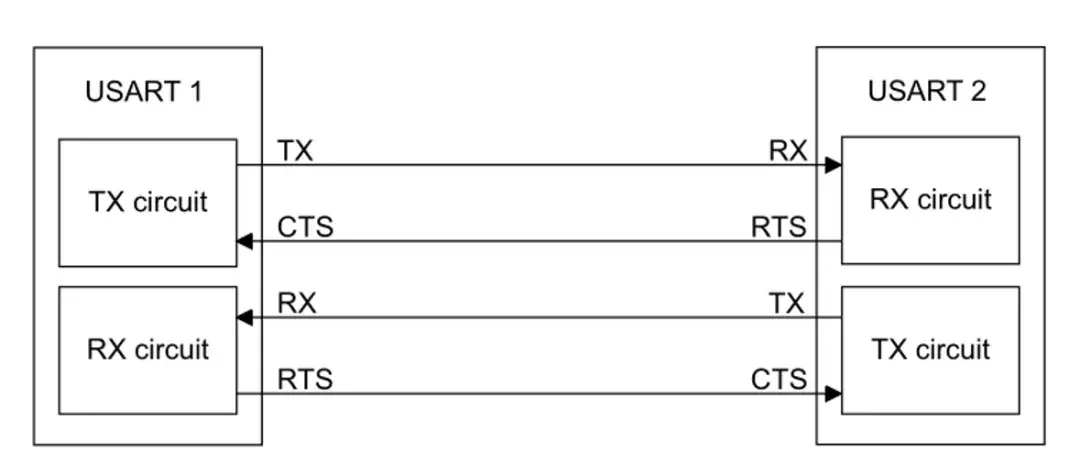 USART 1
USART 2
TX
RX
TX circuit
RX circuit
CTS
RTS
RX
TX
RX circuit
TX circuit
RTS
CTS